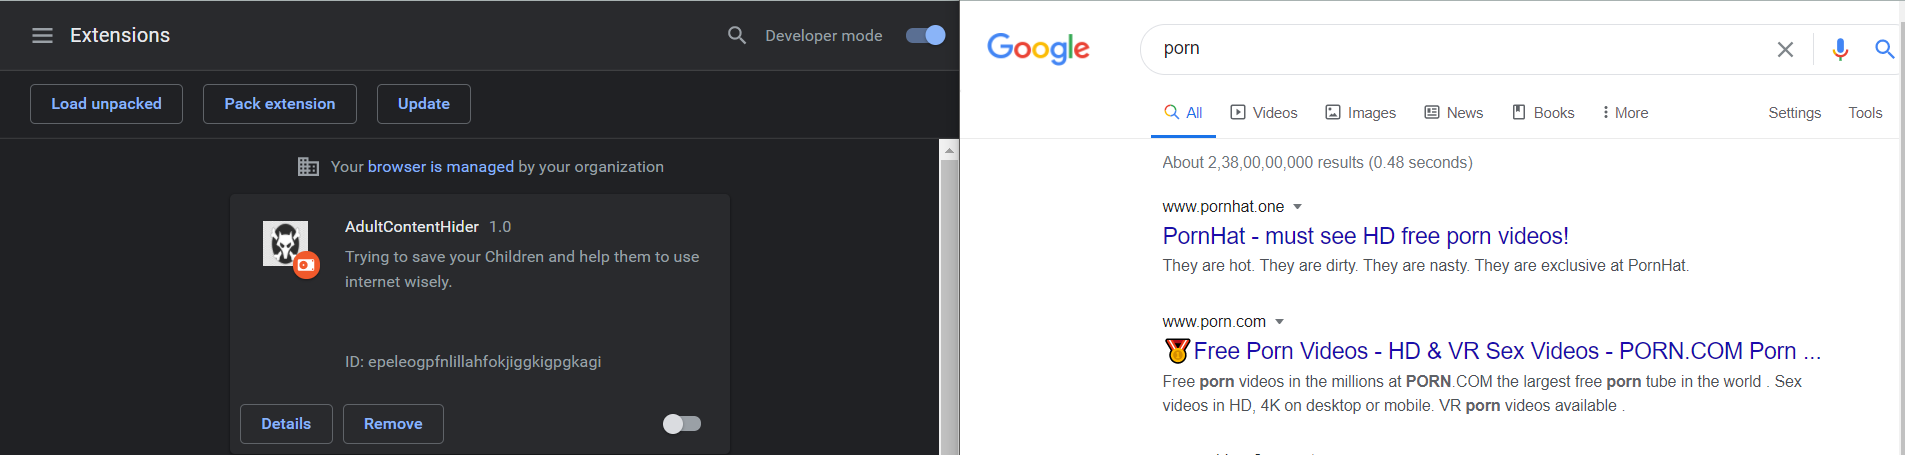 Extensions
Developer mode
Load unpacked
Pack extension
Update
Your browser is managed by your organization
AdultContentHider 1.0
Trying to save your Children and help them to use
internet wisely.
ID: epeleogpfnlillahfokjiggkigpgkagi
Details
Remove
Google
porn
All
Videos
Images
News
Books
More
Settings
Tools
About 2,38,00,00,000 results (0.48 seconds)
www.pornhat.one
PornHat - must see HD free porn videos!
They are hot. They are dirty. They are nasty. They are exclusive at PornHat.
www.porn.com
🏅Free Porn Videos - HD & VR Sex Videos - PORN.COM Porn ...
Free porn videos in the millions at PORN.COM the largest free porn tube in the world . Sex
videos in HD, 4K on desktop or mobile. VR porn videos available .